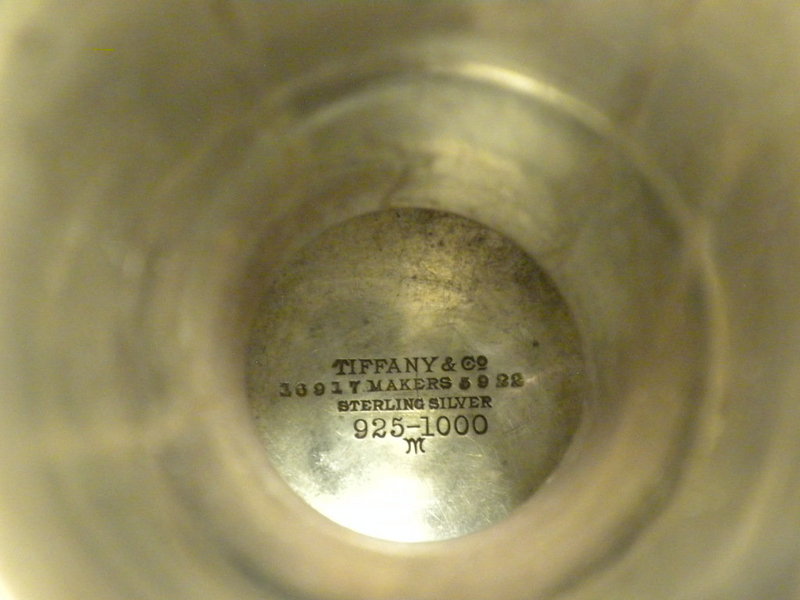 TIFFANY & Co
16917 MAKERS 5922
STERLING SILVER
925-1000
M